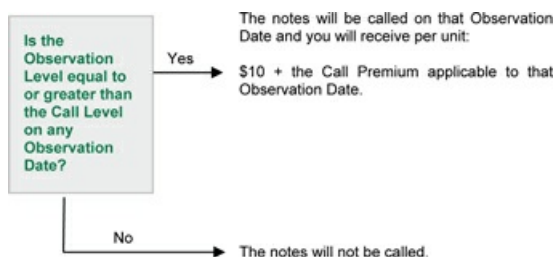 Is the
Observation
Level equal to
or greater than
the Call Level
on any
Observation
Date?
Yes
The notes will be called on that Observation
Date and you will receive per unit:
$10 + the Call Premium applicable to that
Observation Date.
No
The notes will not be called.